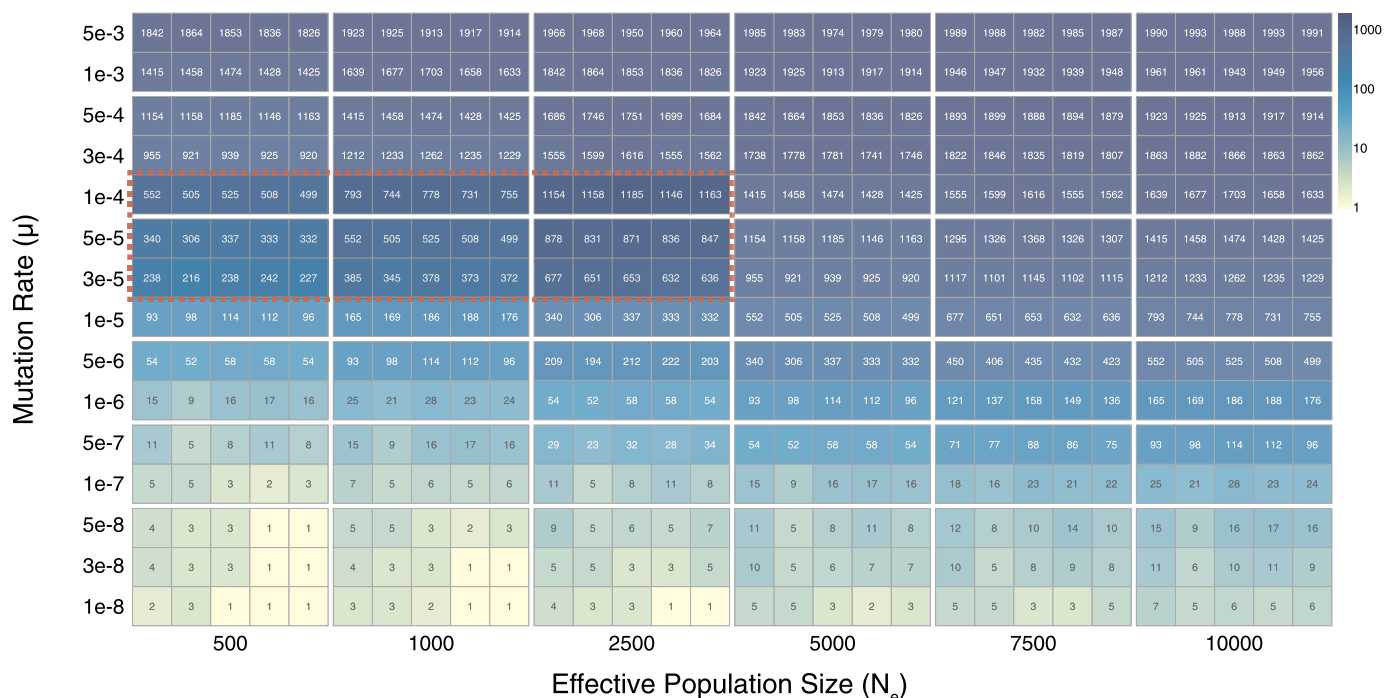 5e-3 1842 1864 1853 1836 1826 1923 1925 1913 1917 1914 1966 1968 1950 1960 1964 1985 1983 1974 1979 1980 1989 1988 1982 1985 1987 1990 1993 1988 1993 1991 1000
1e-3 1415 1458 1474 1428 1425 1639 1677 1703 1658 1633 1842 1864 1853 1836 1826 1923 1925 1913 1917 1914 1946 1947 1932 1939 1948 1961 1961 1943 1949 1956 100
5e-4 1154 1158 1185 1146 1163 1415 1458 1474 1428 1425 1686 1746 1751 1699 1684 1842 1864 1853 1836 1826 1893 1899 1888 1894 1879 1923 1925 1913 1917 1914
3e-4 955 921 939 925 920 1212 1233 1262 1235 1229 1555 1599 1616 1555 1562 1738 1778 1781 1741 1746 1822 1846 1835 1819 1807 1863 1882 1866 1863 1862 10
1e-4 552 505 525 508 499 793 744 778 731 755 1154 1158 1185 1146 1163 1415 1458 1474 1428 1425 1555 1599 1616 1555 1562 1639 1677 1703 1658 1633 1
5e-5 340 306 337 333 332 552 505 525 508 499 878 831 871 836 847 1154 1158 1185 1146 1163 1295 1326 1368 1326 1307 1415 1458 1474 1428 1425
3e-5 238 216 238 242 227 385 345 378 373 372 677 651 653 632 636 955 921 939 925 920 1117 1101 1145 1102 1115 1212 1233 1262 1235 1229
1e-5 93 98 114 112 96 165 169 186 188 176 340 306 337 333 332 552 505 525 508 499 677 651 653 632 636 793 744 778 731 755
5e-6 54 52 58 58 54 93 98 114 112 96 209 194 212 222 203 340 306 337 333 332 450 406 435 432 423 552 505 525 508 499
1e-6 15 9 16 17 16 25 21 28 23 24 54 52 58 58 54 93 98 114 112 96 121 137 158 149 136 165 169 186 188 176
5e-7 11 5 8 11 8 15 9 16 17 16 29 23 32 28 34 54 52 58 58 54 71 77 88 86 75 93 98 114 112 96
1e-7 5 5 3 2 3 7 5 6 5 6 11 5 8 11 8 15 9 16 17 16 18 16 23 21 22 25 21 28 23 24
5e-8 4 3 3 1 1 5 5 3 2 3 9 5 6 5 7 11 5 8 11 8 12 8 10 14 10 15 9 16 17 16
3e-8 4 3 3 1 1 4 3 3 1 1 5 5 3 3 5 10 5 6 7 7 10 5 8 9 8 11 6 10 11 9
1e-8 2 3 1 1 1 3 3 2 1 1 4 3 3 1 1 5 5 3 2 3 5 5 3 3 5 7 5 6 5 6
500 1000 2500 5000 7500 10000
Mutation Rate (μ)
Effective Population Size (Nₑ)